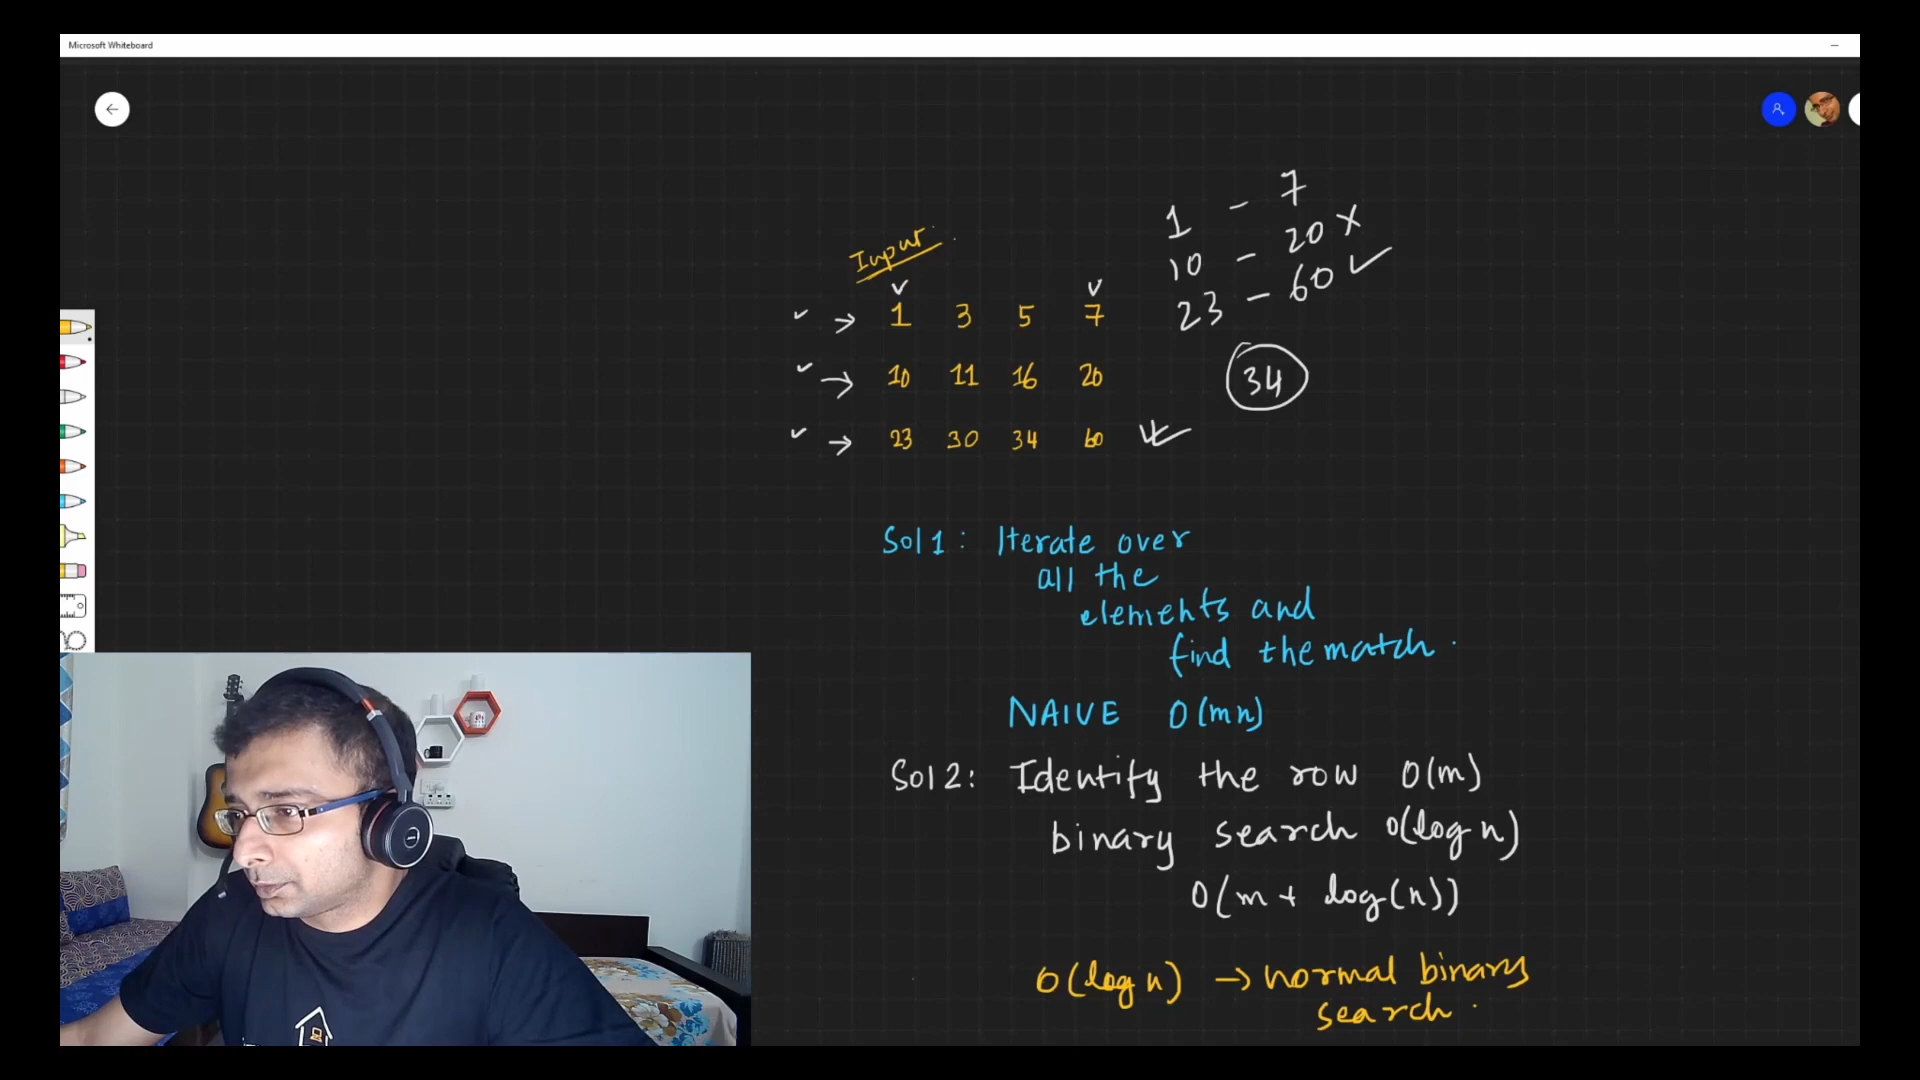 Microsoft Whiteboard
Input
1 - 7
10 - 20 x
23 - 60
1 3 5 7
10 11 16 20
23 30 34 60
34
Sol 1: Iterate over
all the
elements and
find the match.
NAIVE O(mn)
Sol 2: Identify the row O(m)
binary search O(log n)
O(m + log(n))
O(log n) → normal binary
search.